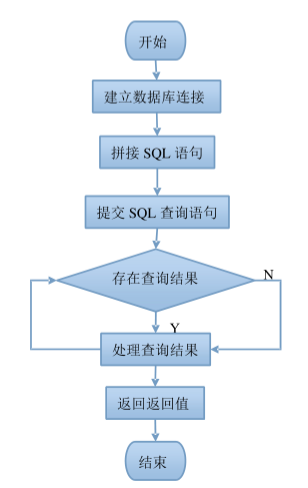 开始
建立数据库连接
拼接 SQL 语句
提交 SQL 查询语句
存在查询结果
N
Y
处理查询结果
返回返回值
结束